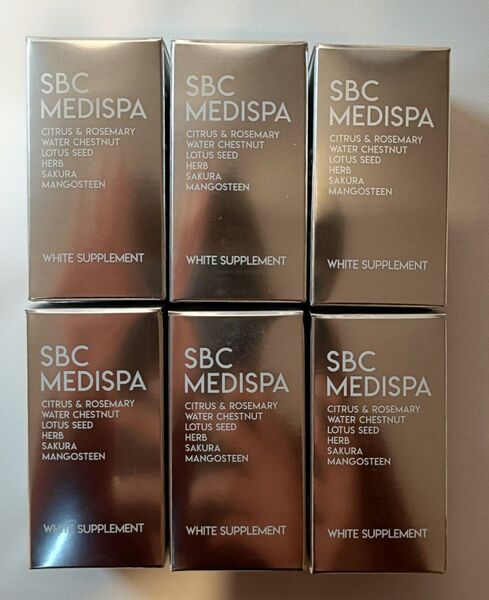 SBC
MEDISPA
CITRUS & ROSEMARY
WATER CHESTNUT
LOTUS SEED
HERB
SAKURA
MANGOSTEEN
WHITE SUPPLEMENT
SBC
MEDISPA
CITRUS & ROSEMARY
WATER CHESTNUT
LOTUS SEED
HERB
SAKURA
MANGOSTEEN
WHITE SUPPLEMENT
SBC
MEDISPA
CITRUS & ROSEMARY
WATER CHESTNUT
LOTUS SEED
HERB
SAKURA
MANGOSTEEN
WHITE SUPPLEMENT
SBC
MEDISPA
CITRUS & ROSEMARY
WATER CHESTNUT
LOTUS SEED
HERB
SAKURA
MANGOSTEEN
WHITE SUPPLEMENT
SBC
MEDISPA
CITRUS & ROSEMARY
WATER CHESTNUT
LOTUS SEED
HERB
SAKURA
MANGOSTEEN
WHITE SUPPLEMENT
SBC
MEDISPA
CITRUS & ROSEMARY
WATER CHESTNUT
LOTUS SEED
HERB
SAKURA
MANGOSTEEN
WHITE SUPPLEMENT